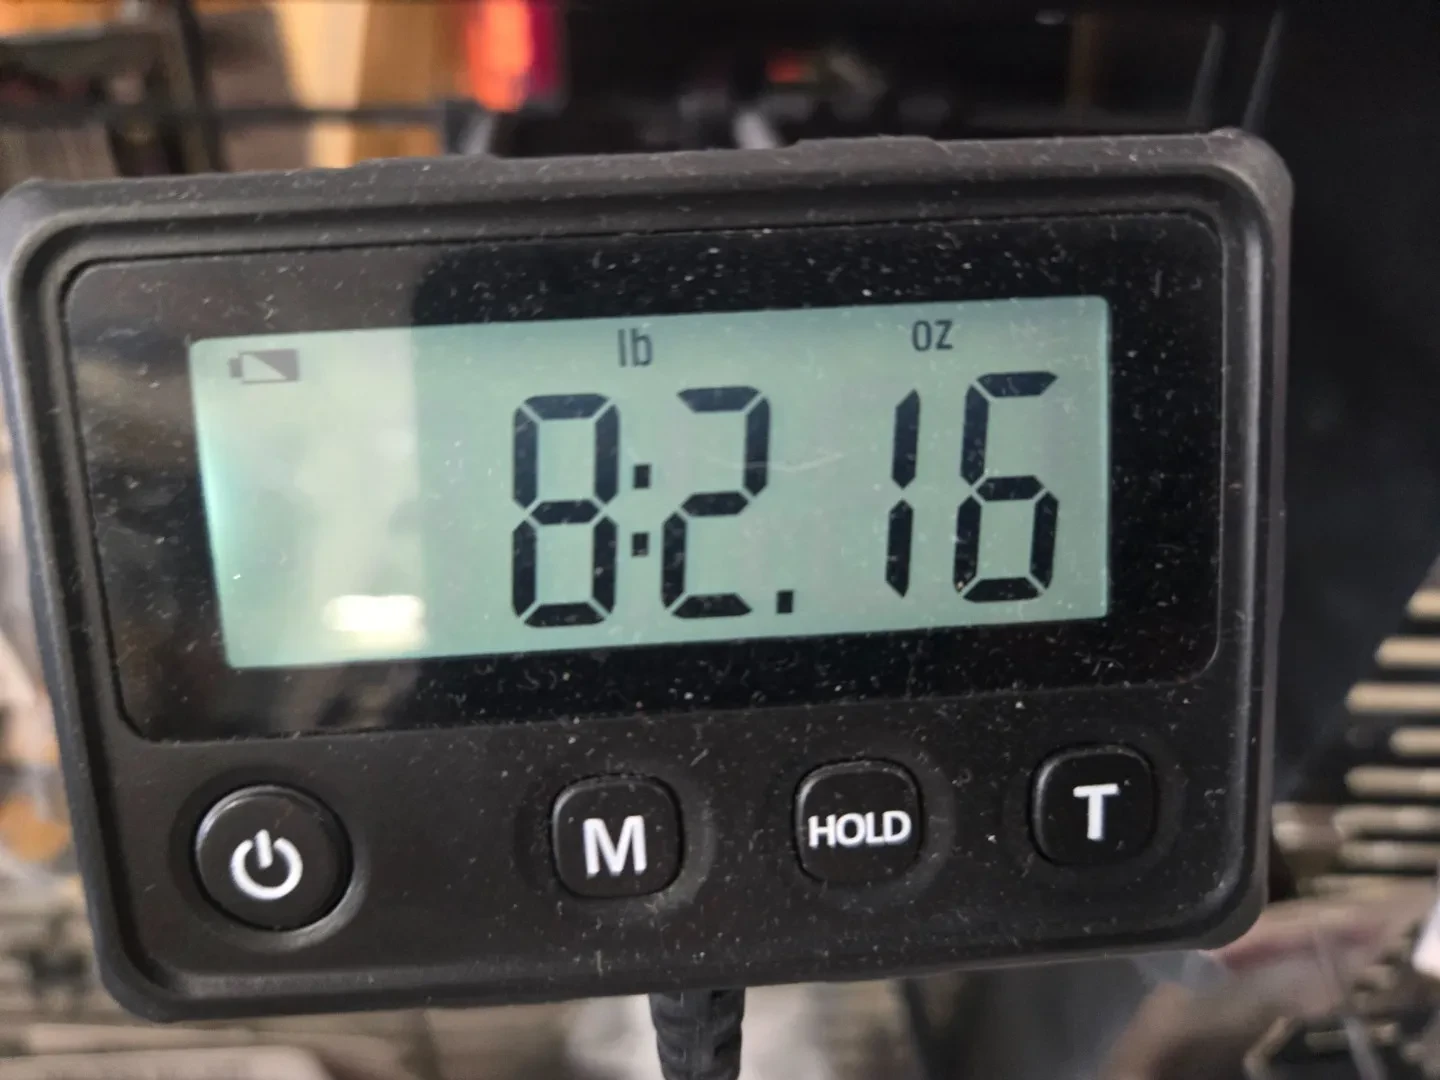 lb oz
8:2.16
M HOLD T